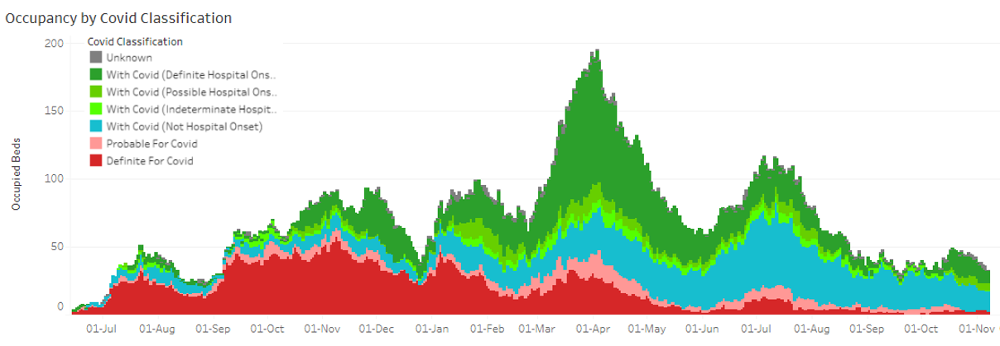 Occupancy by Covid Classification
Covid Classification
Unknown
With Covid (Definite Hospital Ons..
With Covid (Possible Hospital Ons..
With Covid (Indeterminate Hospit..
With Covid (Not Hospital Onset)
Probable For Covid
Definite For Covid
Occupied Beds
200
150
100
50
0
01-Jul 01-Aug 01-Sep 01-Oct 01-Nov 01-Dec 01-Jan 01-Feb 01-Mar 01-Apr 01-May 01-Jun 01-Jul 01-Aug 01-Sep 01-Oct 01-Nov